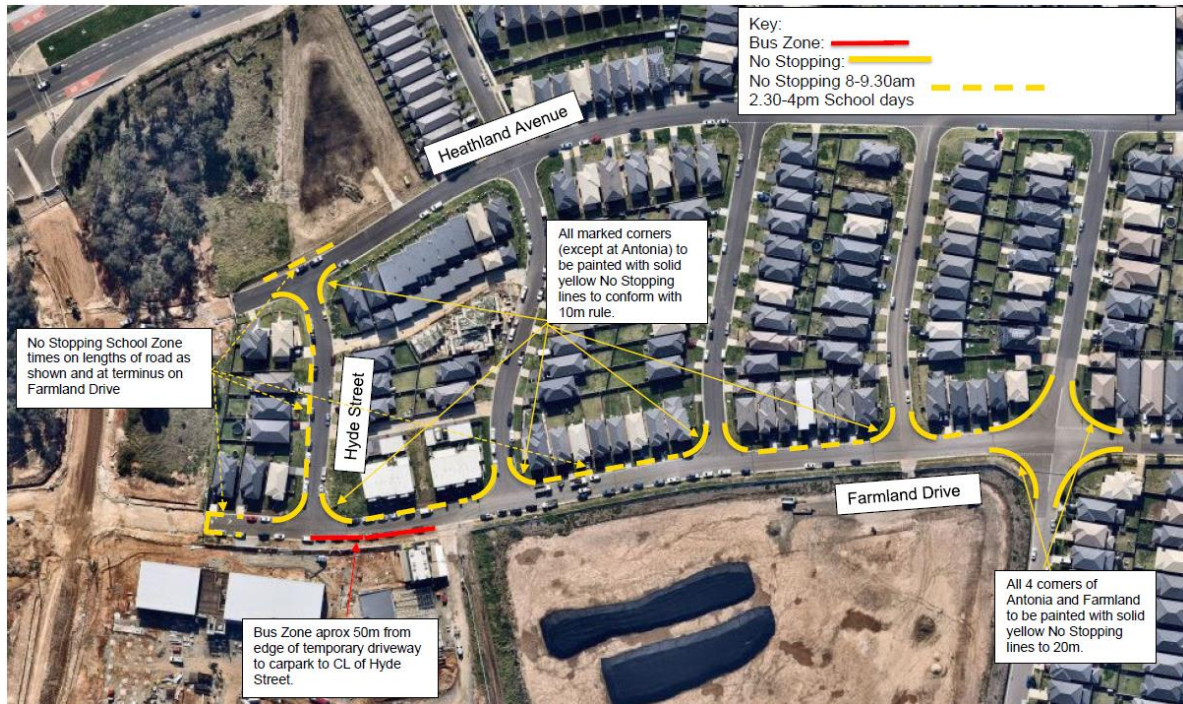 Key:
Bus Zone:
No Stopping:
No Stopping 8-9.30am
2.30-4pm School days
Heathland Avenue
All marked corners
(except at Antonia) to
be painted with solid
yellow No Stopping
lines to conform with
10m rule.
No Stopping School Zone
times on lengths of road as
shown and at terminus on
Farmland Drive
Hyde Street
Farmland Drive
Bus Zone aprox 50m from
edge of temporary driveway
to carpark to CL of Hyde
Street.
All 4 corners of
Antonia and Farmland
to be painted with solid
yellow No Stopping
lines to 20m.